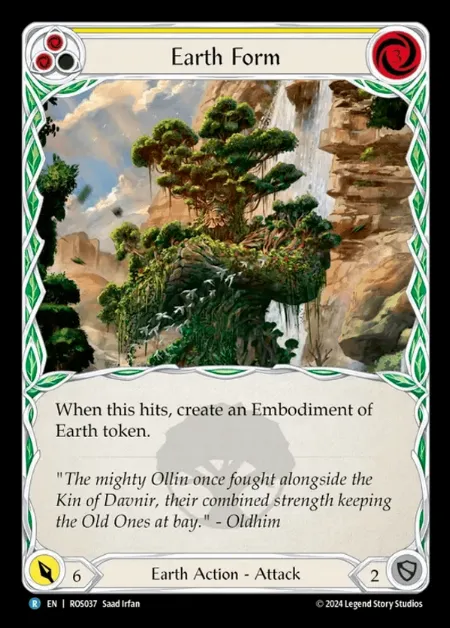 Earth Form
3
When this hits, create an Embodiment of
Earth token.
"The mighty Ollin once fought alongside the
Kin of Davnir, their combined strength keeping
the Old Ones at bay." - Oldhim
6
Earth Action - Attack
2
R EN | ROS037 Saad Irfan
© 2024 Legend Story Studios